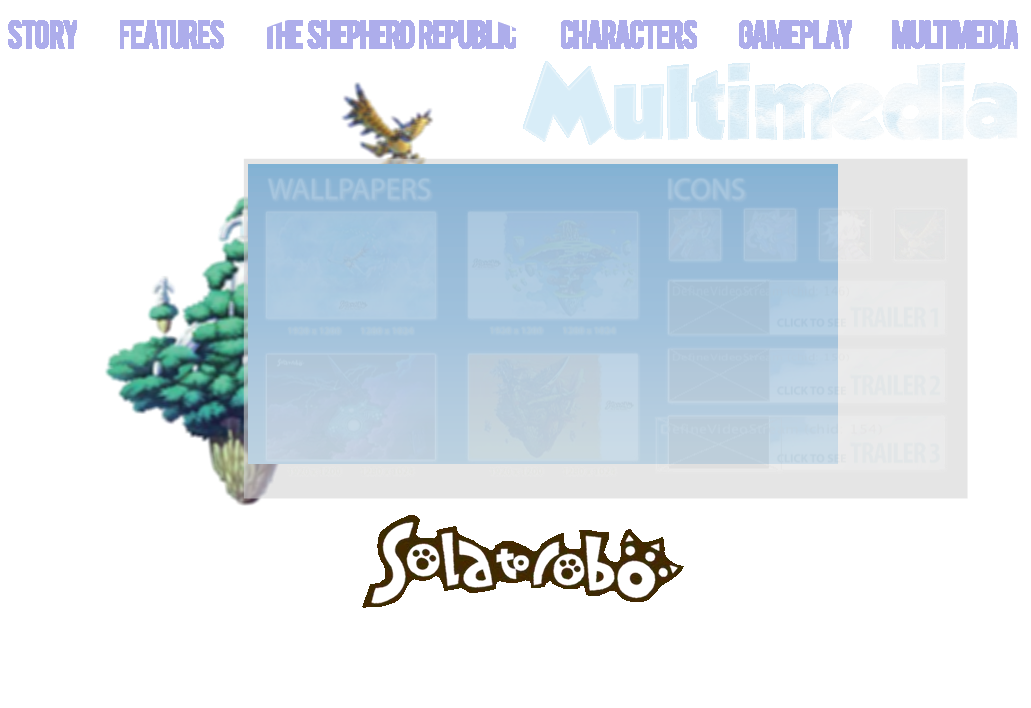 STORY FEATURES THE SHEPHERD REPUBLIC CHARACTERS GAMEPLAY MULTIMEDIA
Multimedia
WALLPAPERS ICONS
CLICK TO SEE TRAILER 1
CLICK TO SEE TRAILER 2
CLICK TO SEE TRAILER 3
Solatorobo